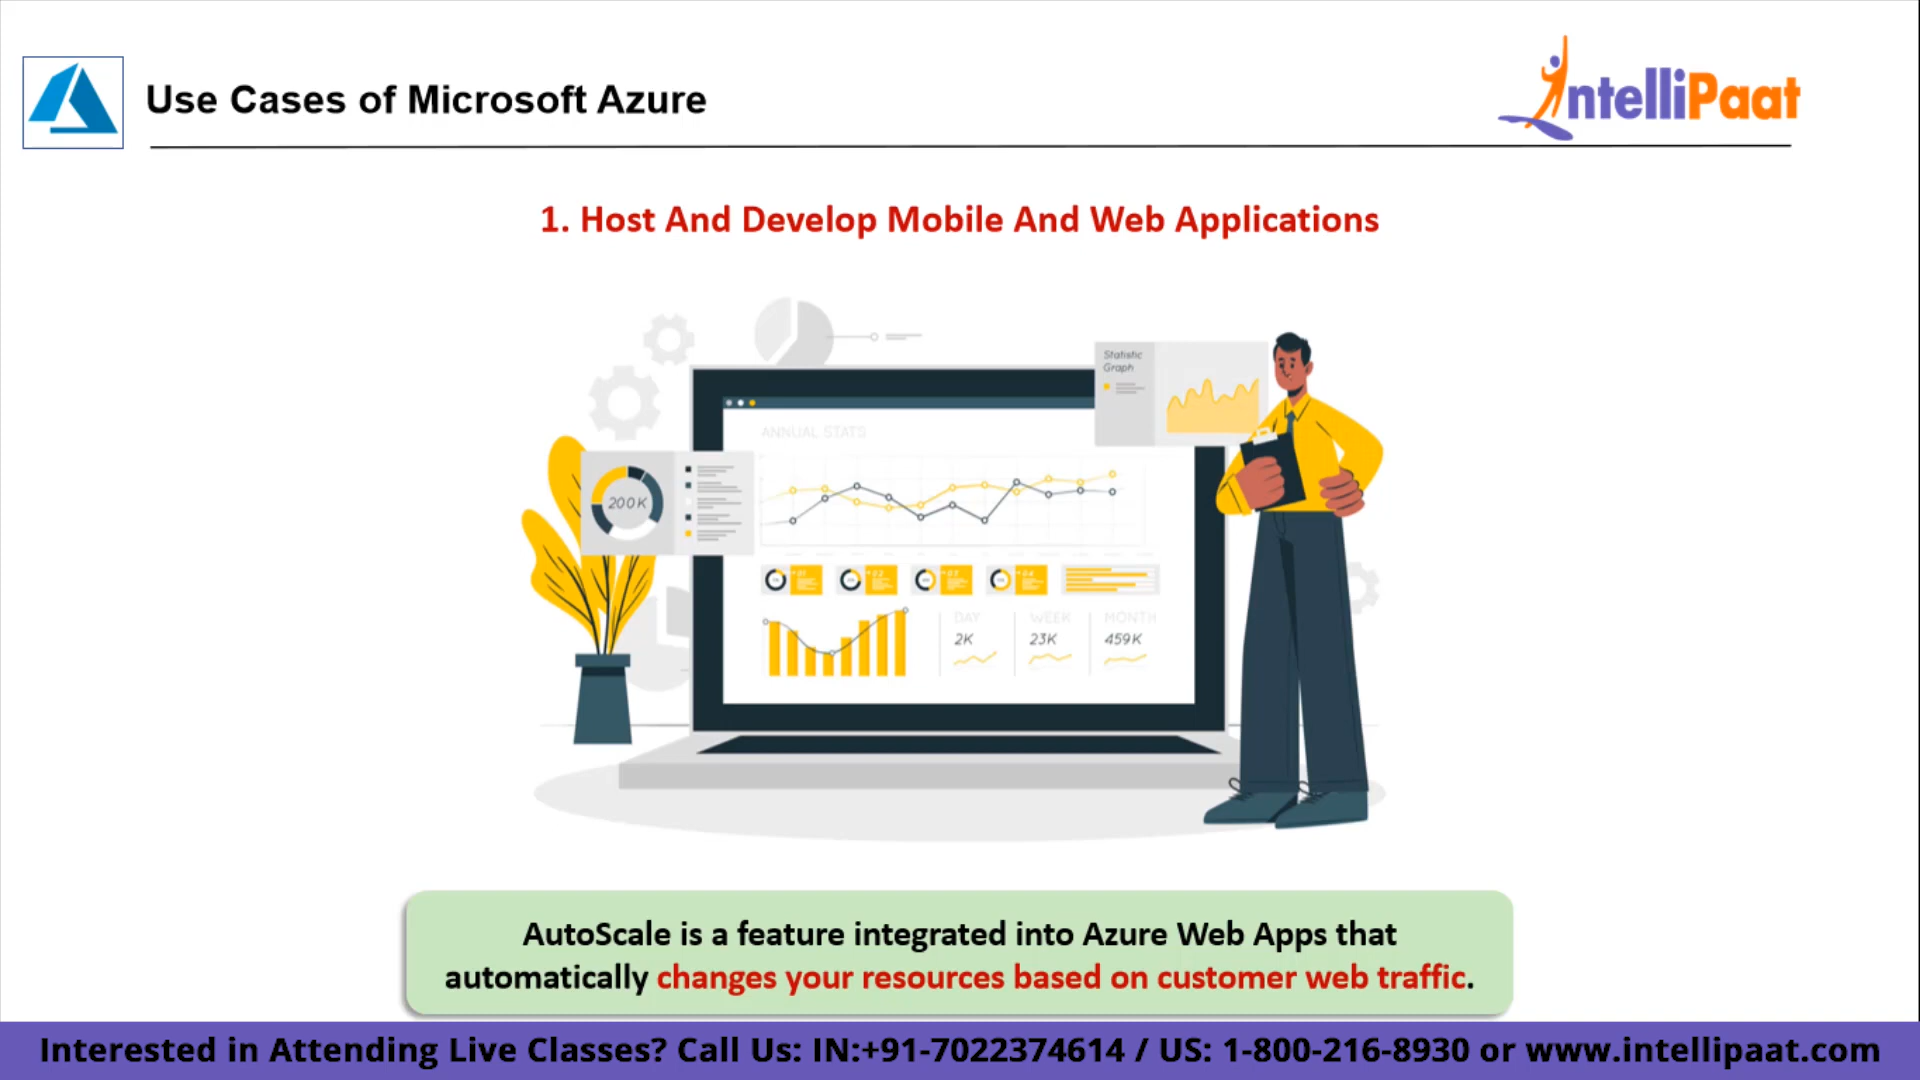 Use Cases of Microsoft Azure
IntelliPaat
1. Host And Develop Mobile And Web Applications
Statistic
Graph
ANNUAL STATS
200K
DAY
WEEK
MONTH
2K
23K
459K
AutoScale is a feature integrated into Azure Web Apps that
automatically changes your resources based on customer web traffic.
Interested in Attending Live Classes? Call Us: IN:+91-7022374614 / US: 1-800-216-8930 or www.intellipaat.com